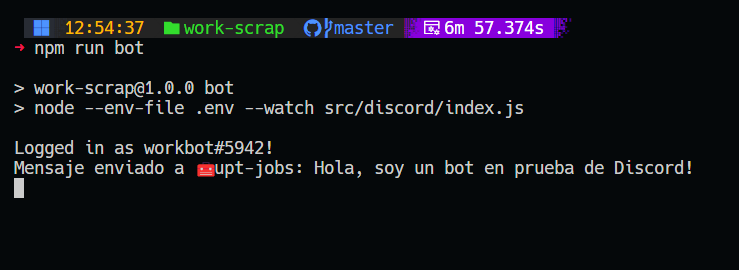 12:54:37 work-scrap master 6m 57.374s
➜ npm run bot
> work-scrap@1.0.0 bot
> node --env-file .env --watch src/discord/index.js
Logged in as workbot#5942!
Mensaje enviado a 🤖upt-jobs: Hola, soy un bot en prueba de Discord!